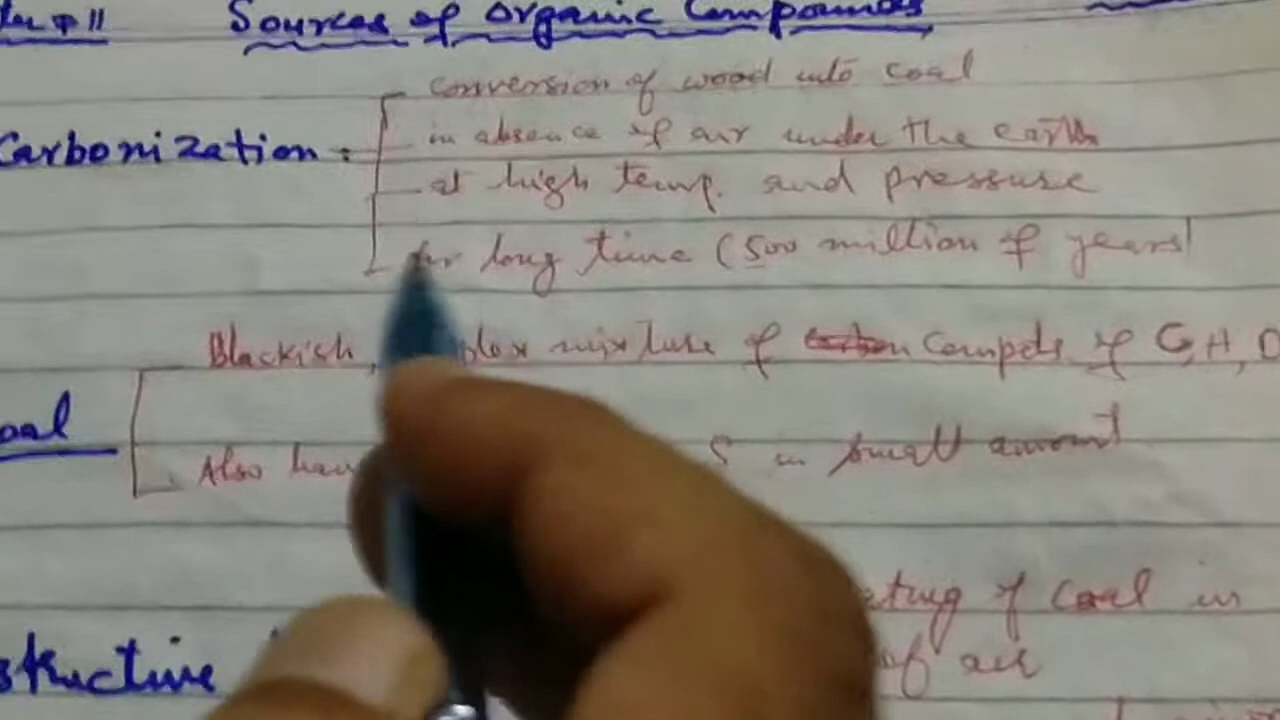 11 Sources of Organic Compounds
Carbonization :
conversion of wood into coal
in absence of air under the earth
at high temp. and pressure
for long time (500 million of years)
Blackish, mixture of Compds of C, H, O
oal
Also hav S in small amount
ating of Coal in
structive of air